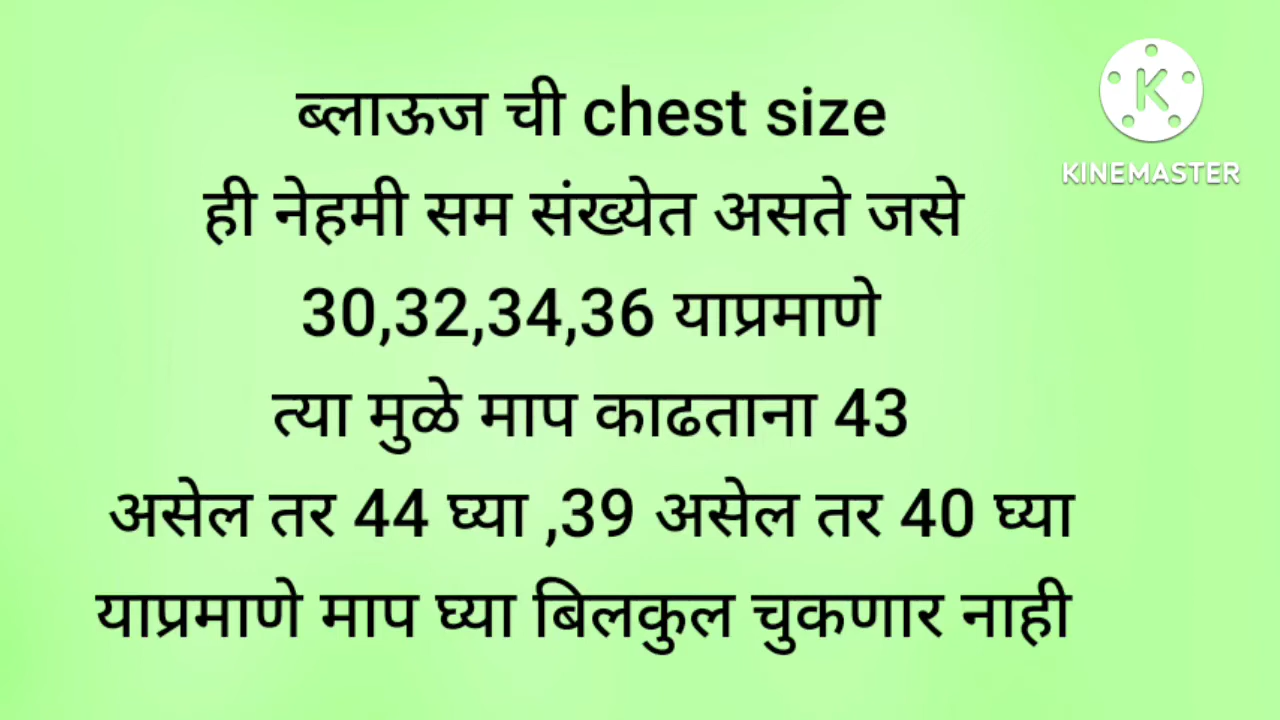 ब्लाऊज ची chest size
ही नेहमी सम संख्येत असते जसे
30,32,34,36 याप्रमाणे
त्या मुळे माप काढताना 43
असेल तर 44 घ्या ,39 असेल तर 40 घ्या
याप्रमाणे माप घ्या बिलकुल चुकणार नाही
K
KINEMASTER